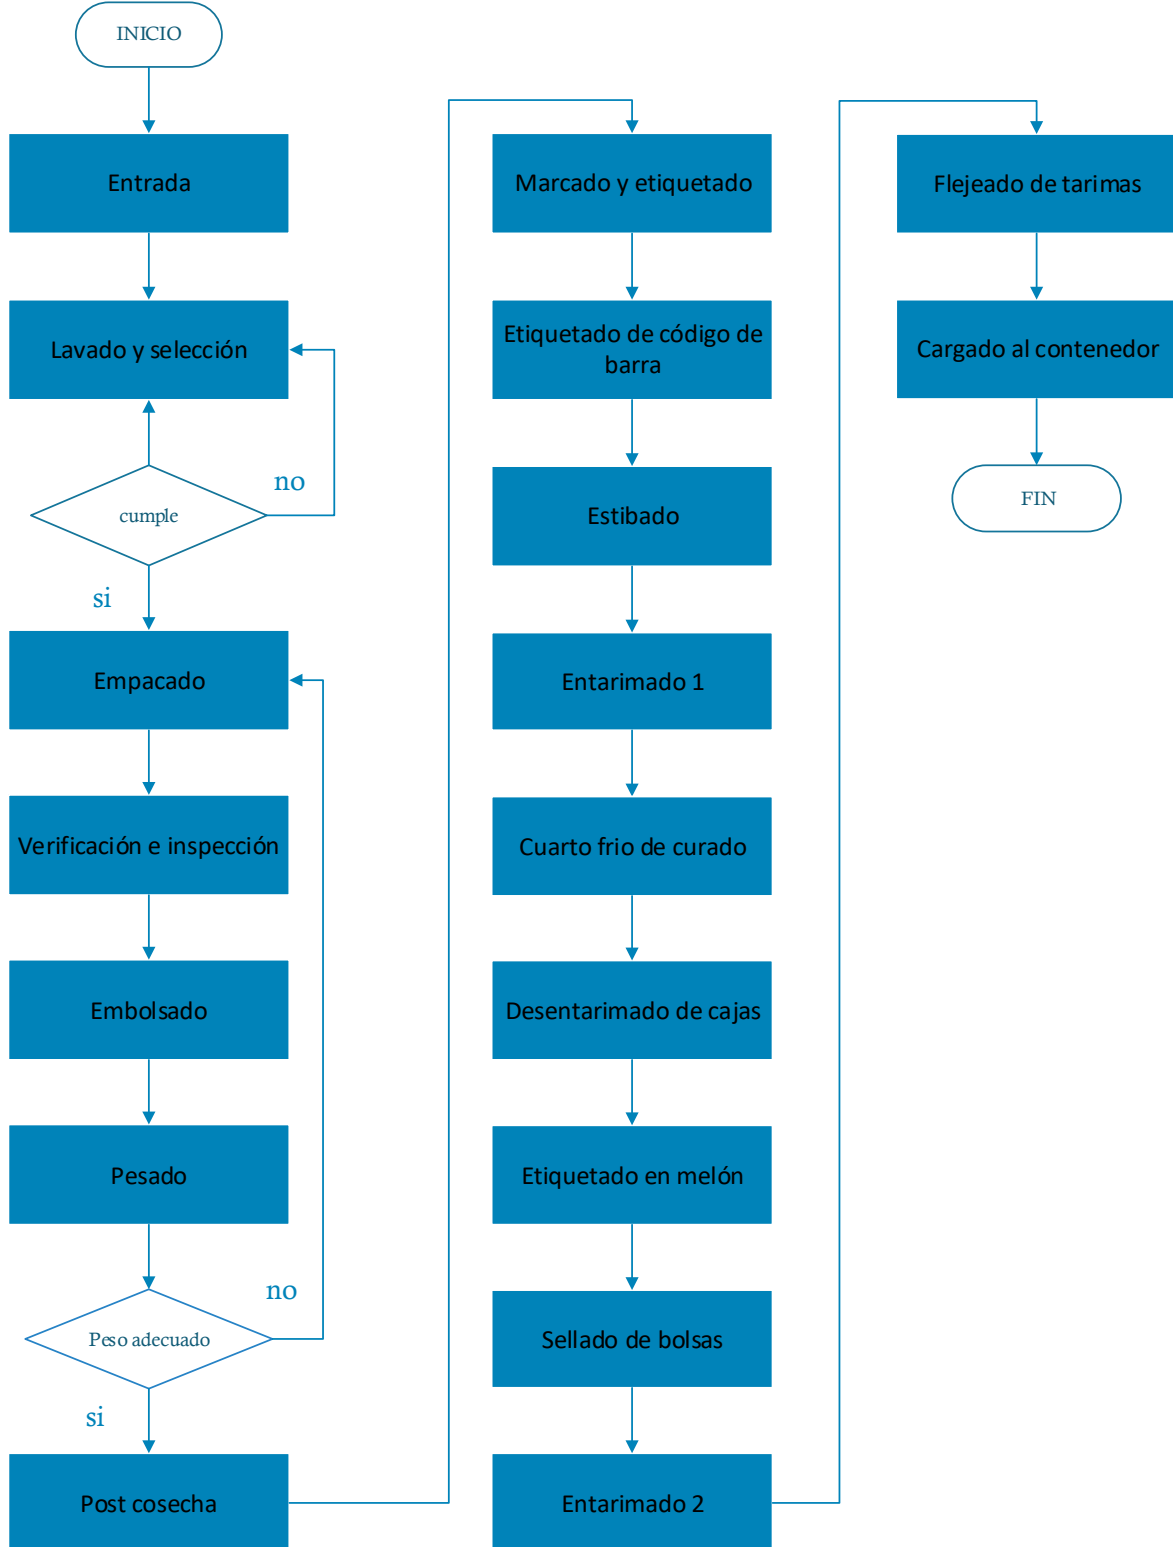 INICIO
Entrada
Lavado y selección
no
cumple
si
Empacado
Verificación e inspección
Embolsado
Pesado
no
Peso adecuado
si
Post cosecha
Marcado y etiquetado
Etiquetado de código de
barra
Estibado
Entarimado 1
Cuarto frio de curado
Desentarimado de cajas
Etiquetado en melón
Sellado de bolsas
Entarimado 2
Flejeado de tarimas
Cargado al contenedor
FIN